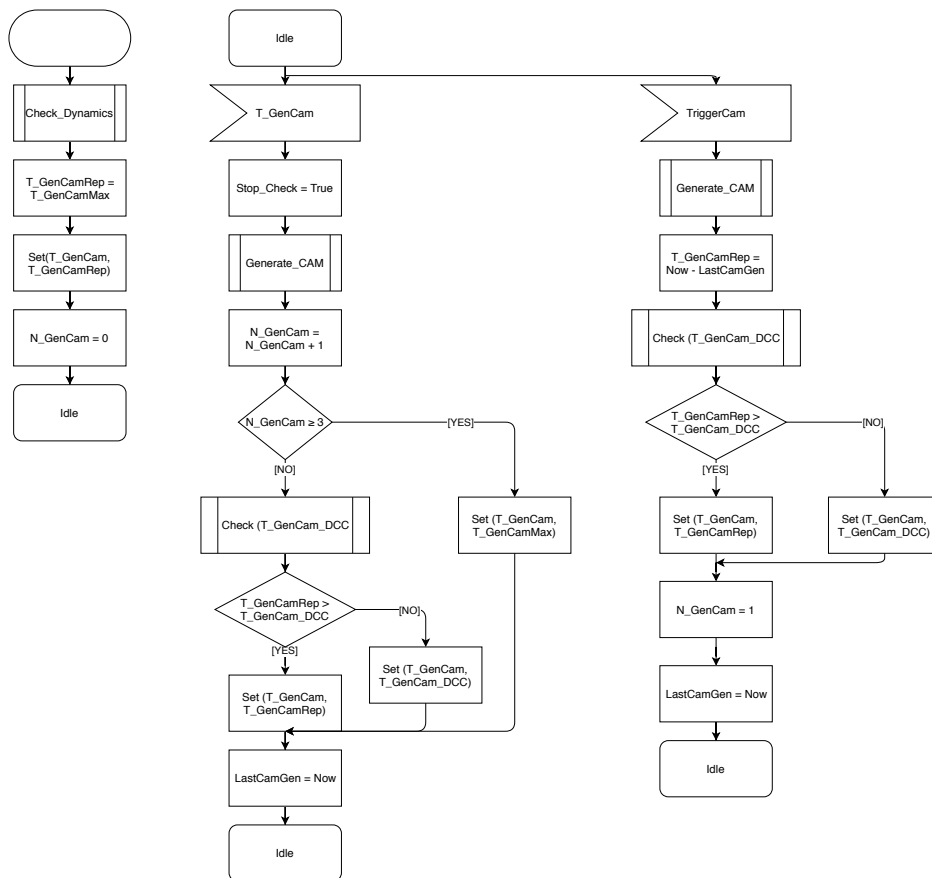 Check_Dynamics
T_GenCamRep =
T_GenCamMax
Set(T_GenCam,
T_GenCamRep)
N_GenCam = 0
Idle
Idle
T_GenCam
Stop_Check = True
Generate_CAM
N_GenCam =
N_GenCam + 1
N_GenCam ≥ 3
[YES]
[NO]
Check (T_GenCam_DCC
Set (T_GenCam,
T_GenCamMax)
T_GenCamRep >
T_GenCam_DCC
[NO]
[YES]
Set (T_GenCam,
T_GenCam_DCC)
Set (T_GenCam,
T_GenCamRep)
LastCamGen = Now
Idle
TriggerCam
Generate_CAM
T_GenCamRep =
Now - LastCamGen
Check (T_GenCam_DCC
T_GenCamRep >
T_GenCam_DCC
[NO]
[YES]
Set (T_GenCam,
T_GenCamRep)
Set (T_GenCam,
T_GenCam_DCC)
N_GenCam = 1
LastCamGen = Now
Idle